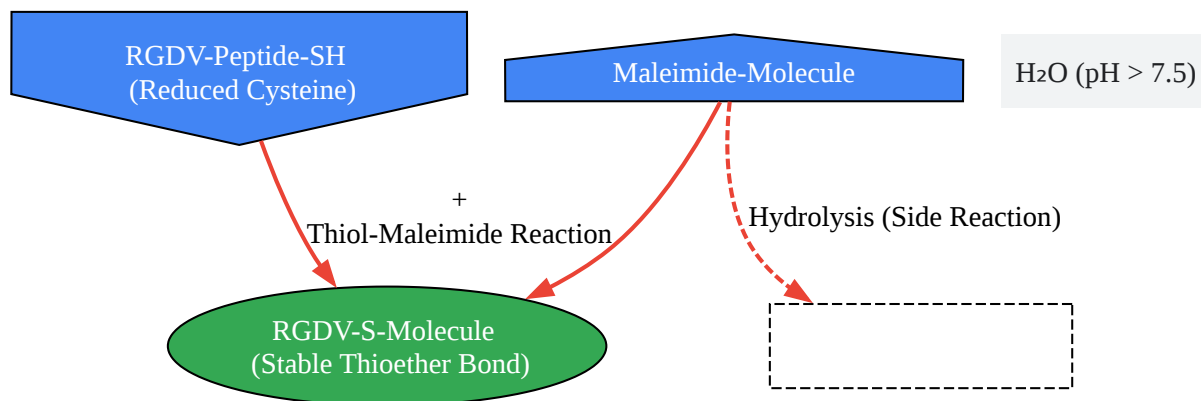 RGDV-Peptide-SH
(Reduced Cysteine)
Maleimide-Molecule
H₂O (pH > 7.5)
+
Thiol-Maleimide Reaction
Hydrolysis (Side Reaction)
RGDV-S-Molecule
(Stable Thioether Bond)